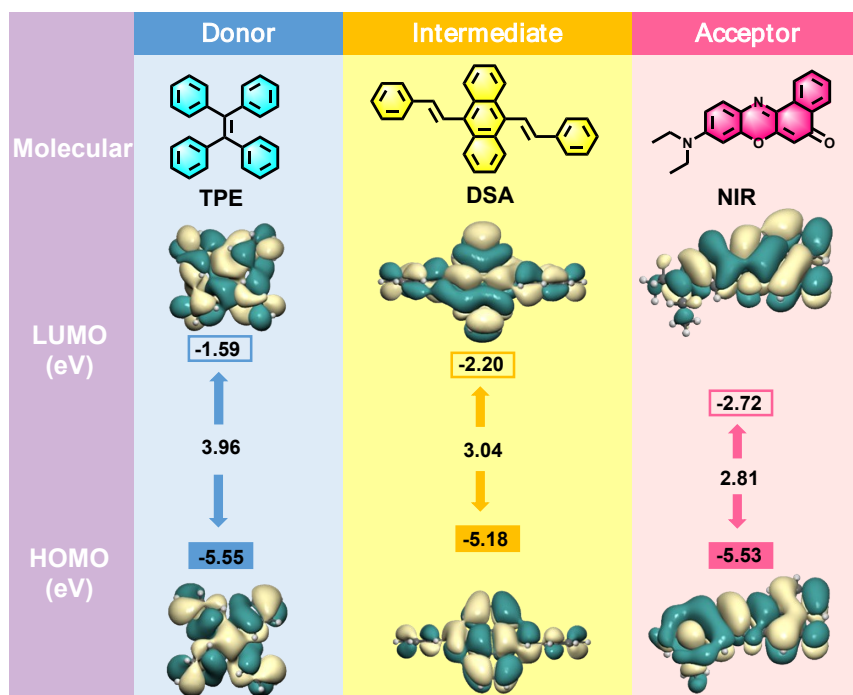 Donor
Intermediate
Acceptor
Molecular
N
N
O
O
TPE
DSA
NIR
LUMO
(eV)
-1.59
-2.20
-2.72
3.96
3.04
2.81
HOMO
(eV)
-5.55
-5.18
-5.53